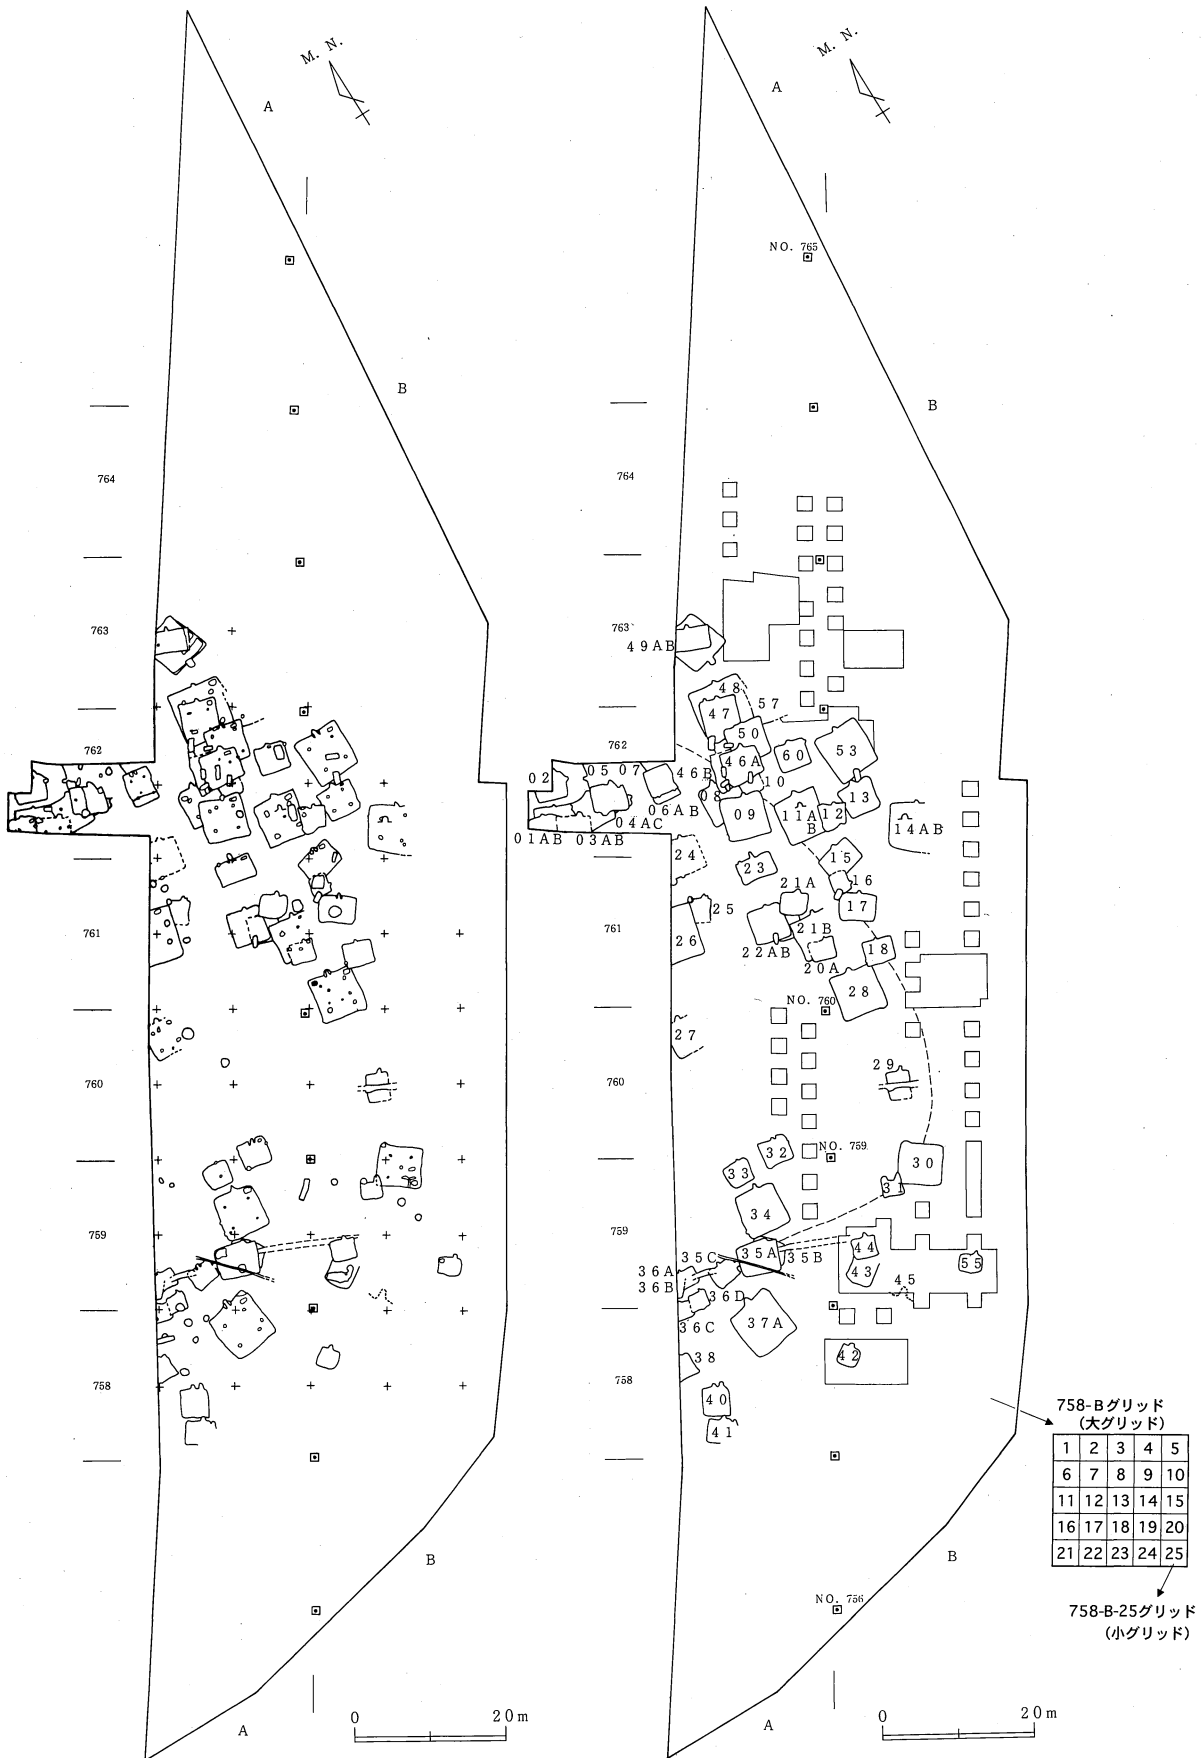 M. N.
A
B
764
763
762
761
760
759
758
B
A
0 20m
M. N.
A
NO. 765
B
764
763
49AB
48
57
47
50
762
46A
60
53
02
05
07
46B
10
08
06AB
09
11A
B
12
13
04AC
14AB
01AB
03AB
24
23
15
21A
16
25
17
761
26
21B
22AB
18
20A
28
NO. 760
27
29
760
32
NO. 759
30
33
31
34
759
35C
35A
35B
44
36A
43
55
36B
36D
45
36C
37A
38
42
758
40
41
758-Bグリッド
(大グリッド)
1 2 3 4 5
6 7 8 9 10
11 12 13 14 15
16 17 18 19 20
21 22 23 24 25
758-B-25グリッド
(小グリッド)
B
NO. 756
A
0 20m